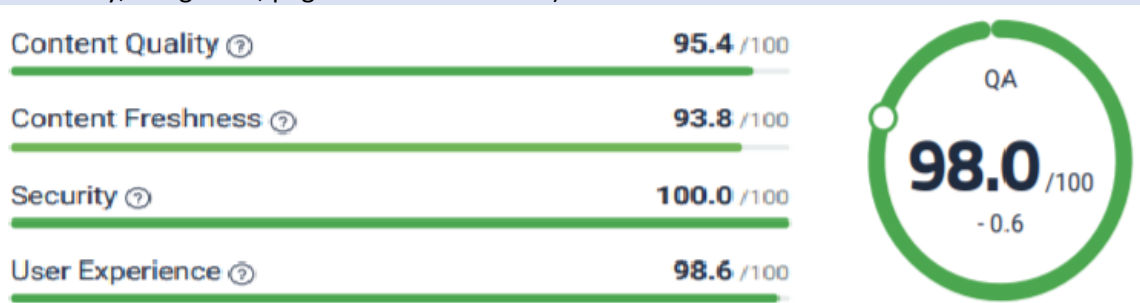 Content Quality ?
95.4 /100
Content Freshness ?
93.8 /100
Security ?
100.0 /100
User Experience ?
98.6 /100
QA
98.0 /100
- 0.6